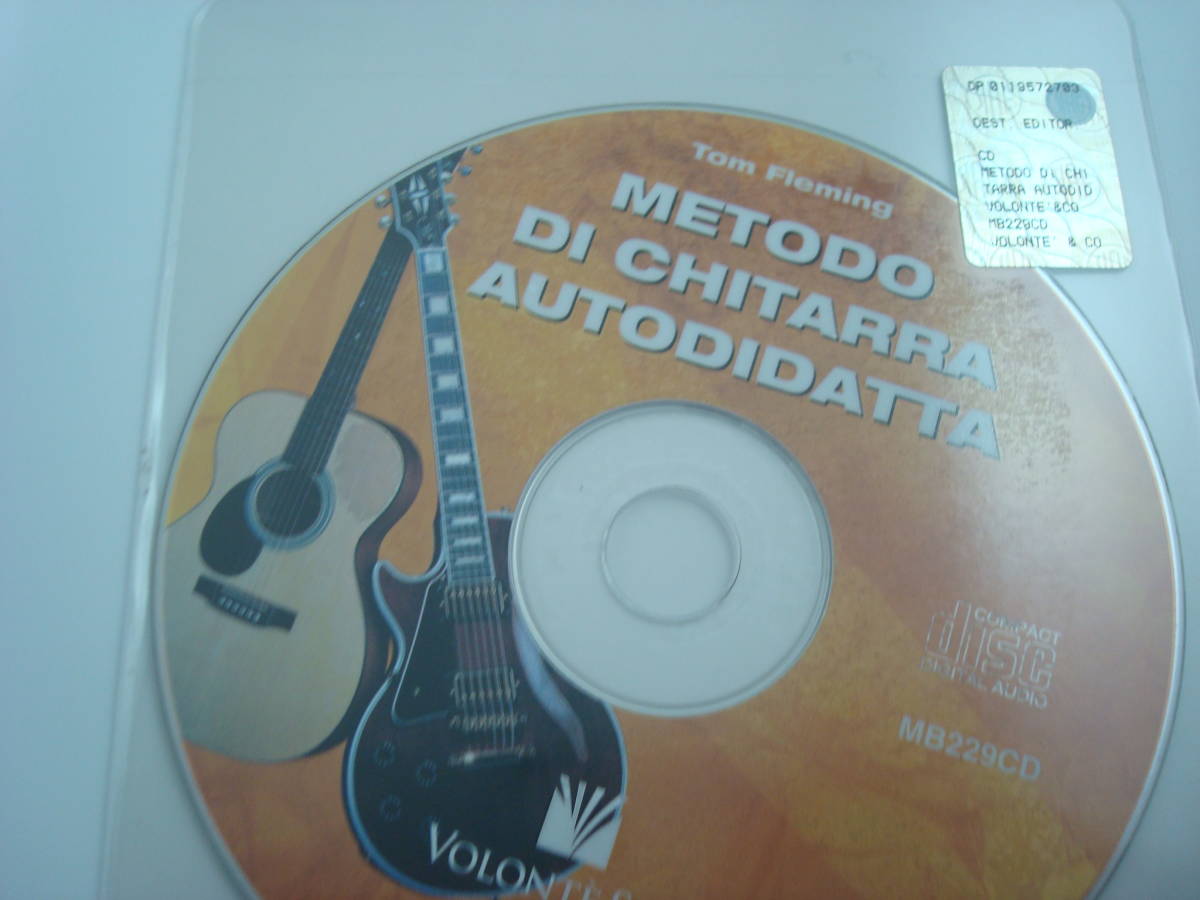 DP 0119572703
DEST. EDITOR
CD
METODO DI CHI
TARRA AUTODID
VOLONTE'&CO
MB229CD
VOLONTE' & CO
Tom Fleming
METODO
DI CHITARRA
AUTODIDATTA
COMPACT
disc
DIGITAL AUDIO
MB229CD
VOLONTÈ &